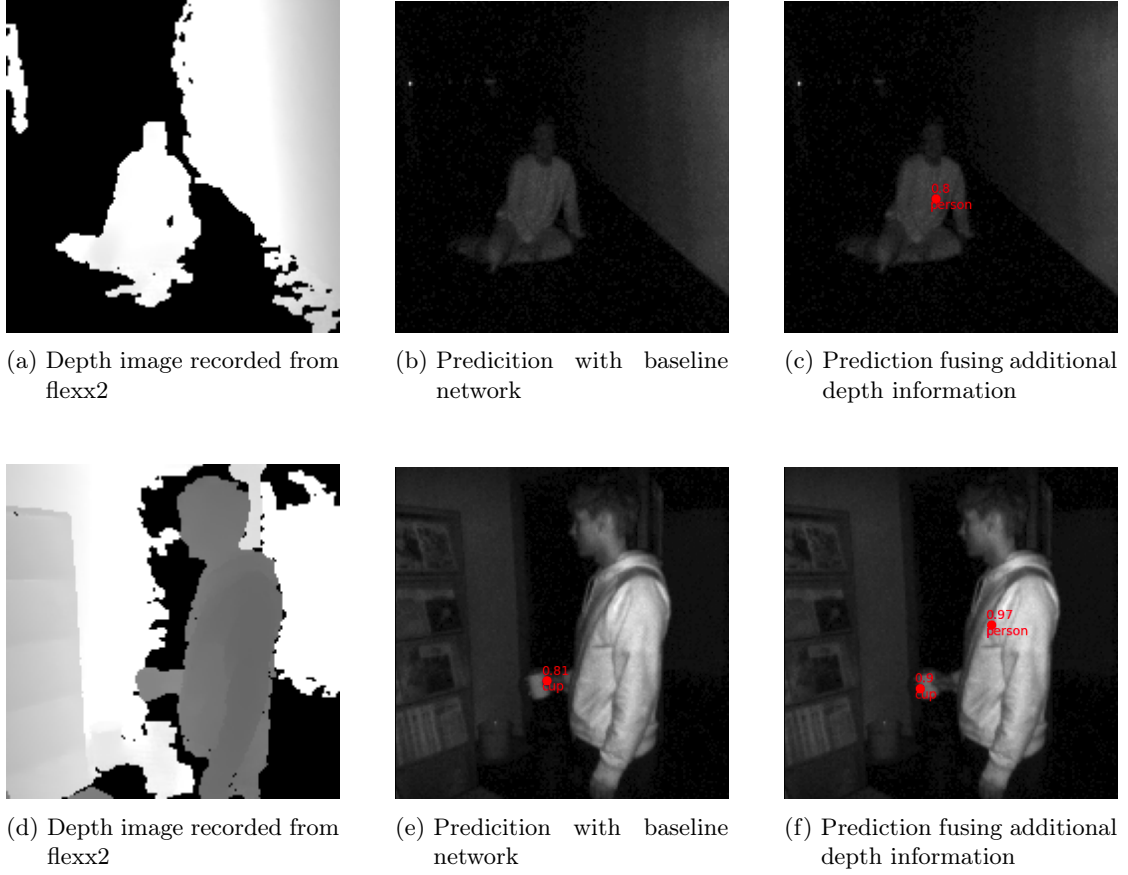 0.8
person
(a) Depth image recorded from
flexx2
(b) Predicition with baseline
network
(c) Prediction fusing additional
depth information
0.81
cup
0.97
person
0.9
cup
(d) Depth image recorded from
flexx2
(e) Predicition with baseline
network
(f) Prediction fusing additional
depth information